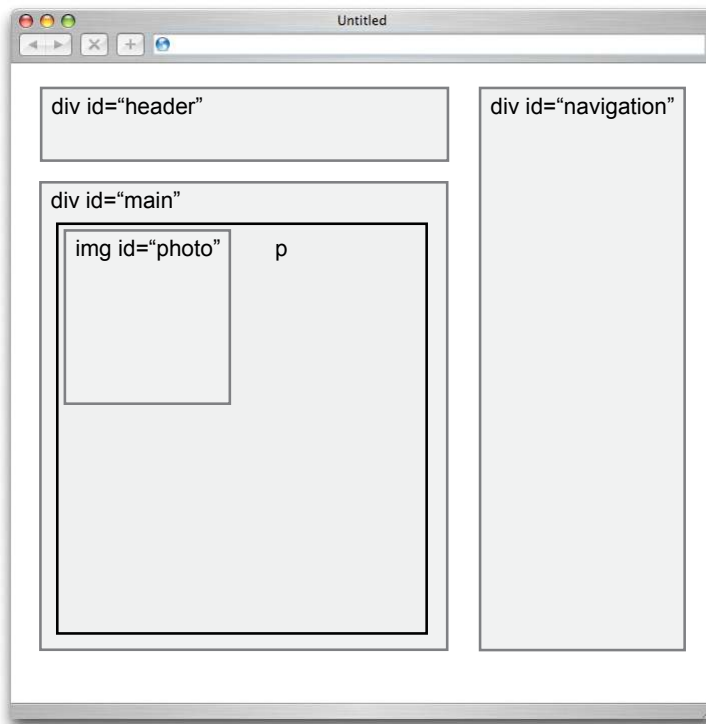 Untitled
div id=“header”
div id=“navigation”
div id=“main”
img id=“photo”
p